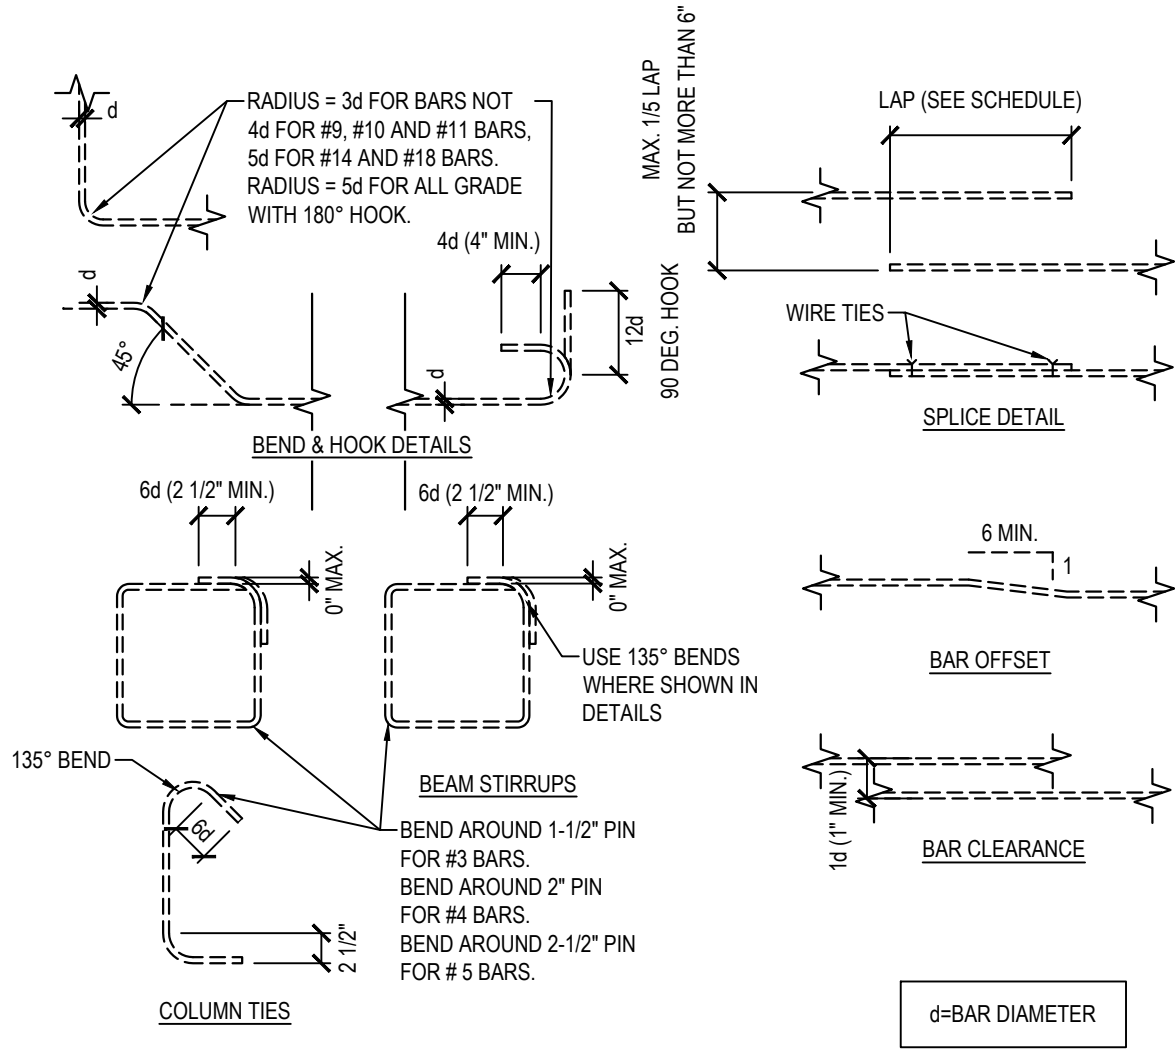 d
RADIUS = 3d FOR BARS NOT
4d FOR #9, #10 AND #11 BARS,
5d FOR #14 AND #18 BARS.
RADIUS = 5d FOR ALL GRADE
WITH 180° HOOK.
4d (4" MIN.)
d
45°
d
12d
90 DEG. HOOK
BEND & HOOK DETAILS
MAX. 1/5 LAP
BUT NOT MORE THAN 6"
LAP (SEE SCHEDULE)
WIRE TIES
SPLICE DETAIL
6d (2 1/2" MIN.)
0" MAX.
6d (2 1/2" MIN.)
0" MAX.
USE 135° BENDS
WHERE SHOWN IN
DETAILS
6 MIN.
1
BAR OFFSET
135° BEND
6d
2 1/2"
COLUMN TIES
BEAM STIRRUPS
BEND AROUND 1-1/2" PIN
FOR #3 BARS.
BEND AROUND 2" PIN
FOR #4 BARS.
BEND AROUND 2-1/2" PIN
FOR # 5 BARS.
1d (1" MIN.)
BAR CLEARANCE
d=BAR DIAMETER